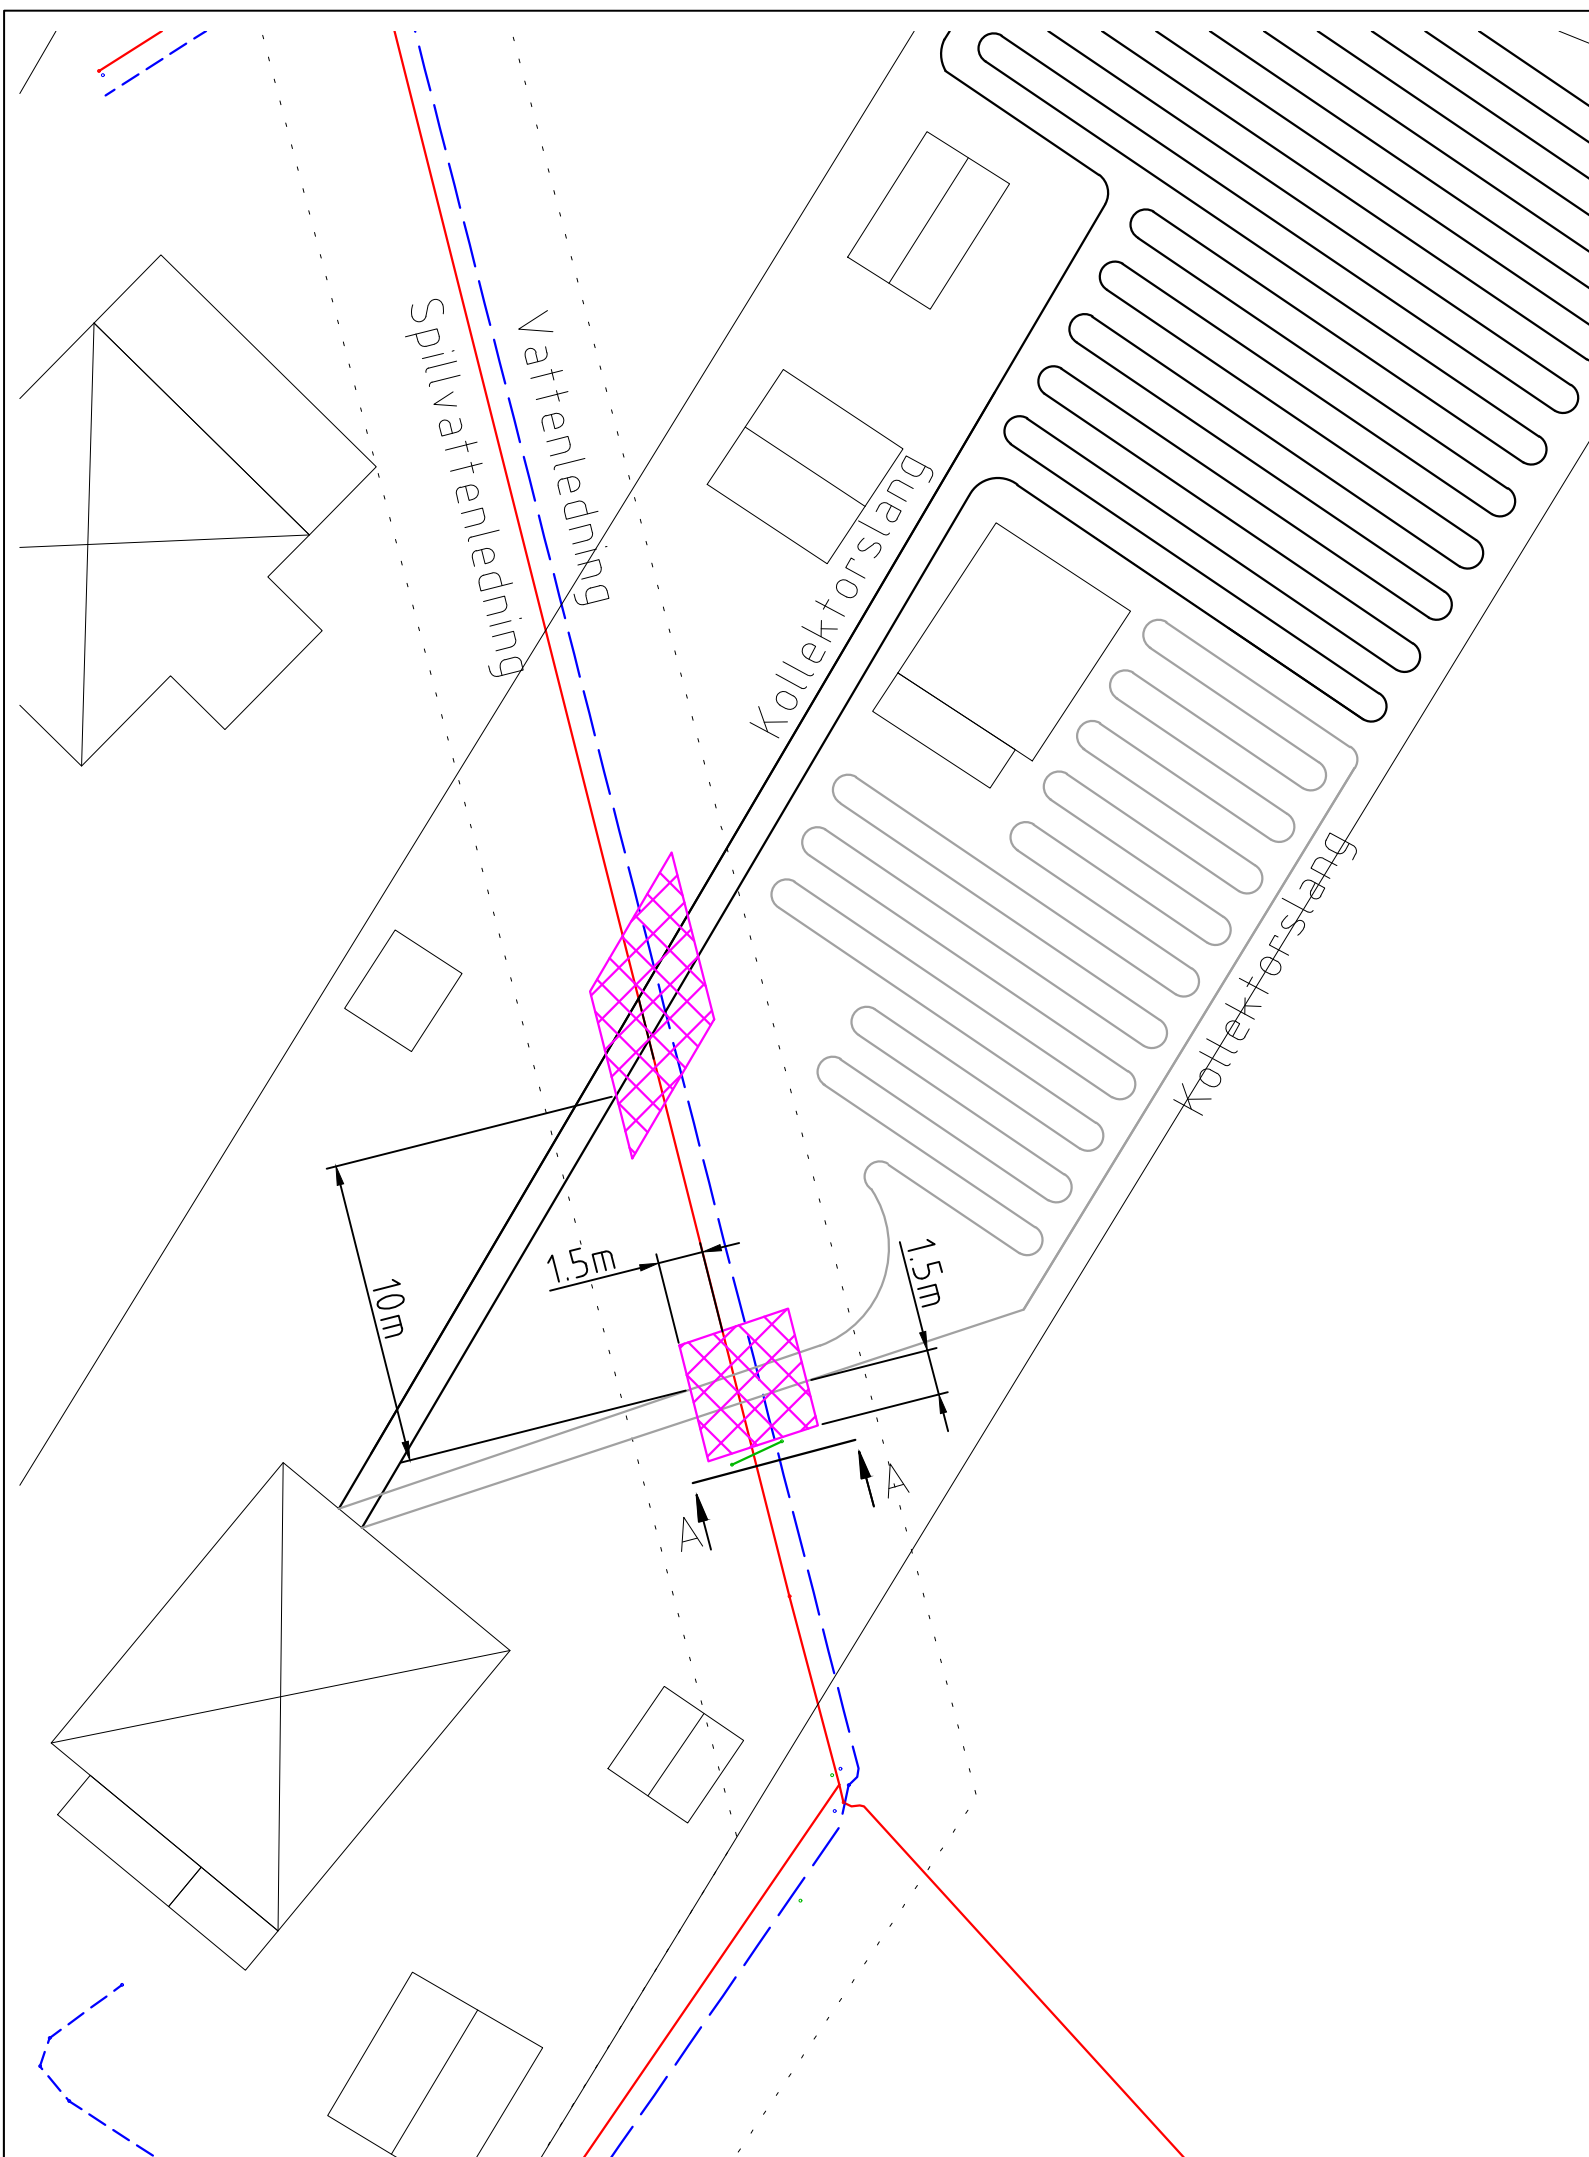 Spillvattenledning
Vattenledning
Kollektorslang
Kollektorslang
1.5m
1.5m
10m
A
A